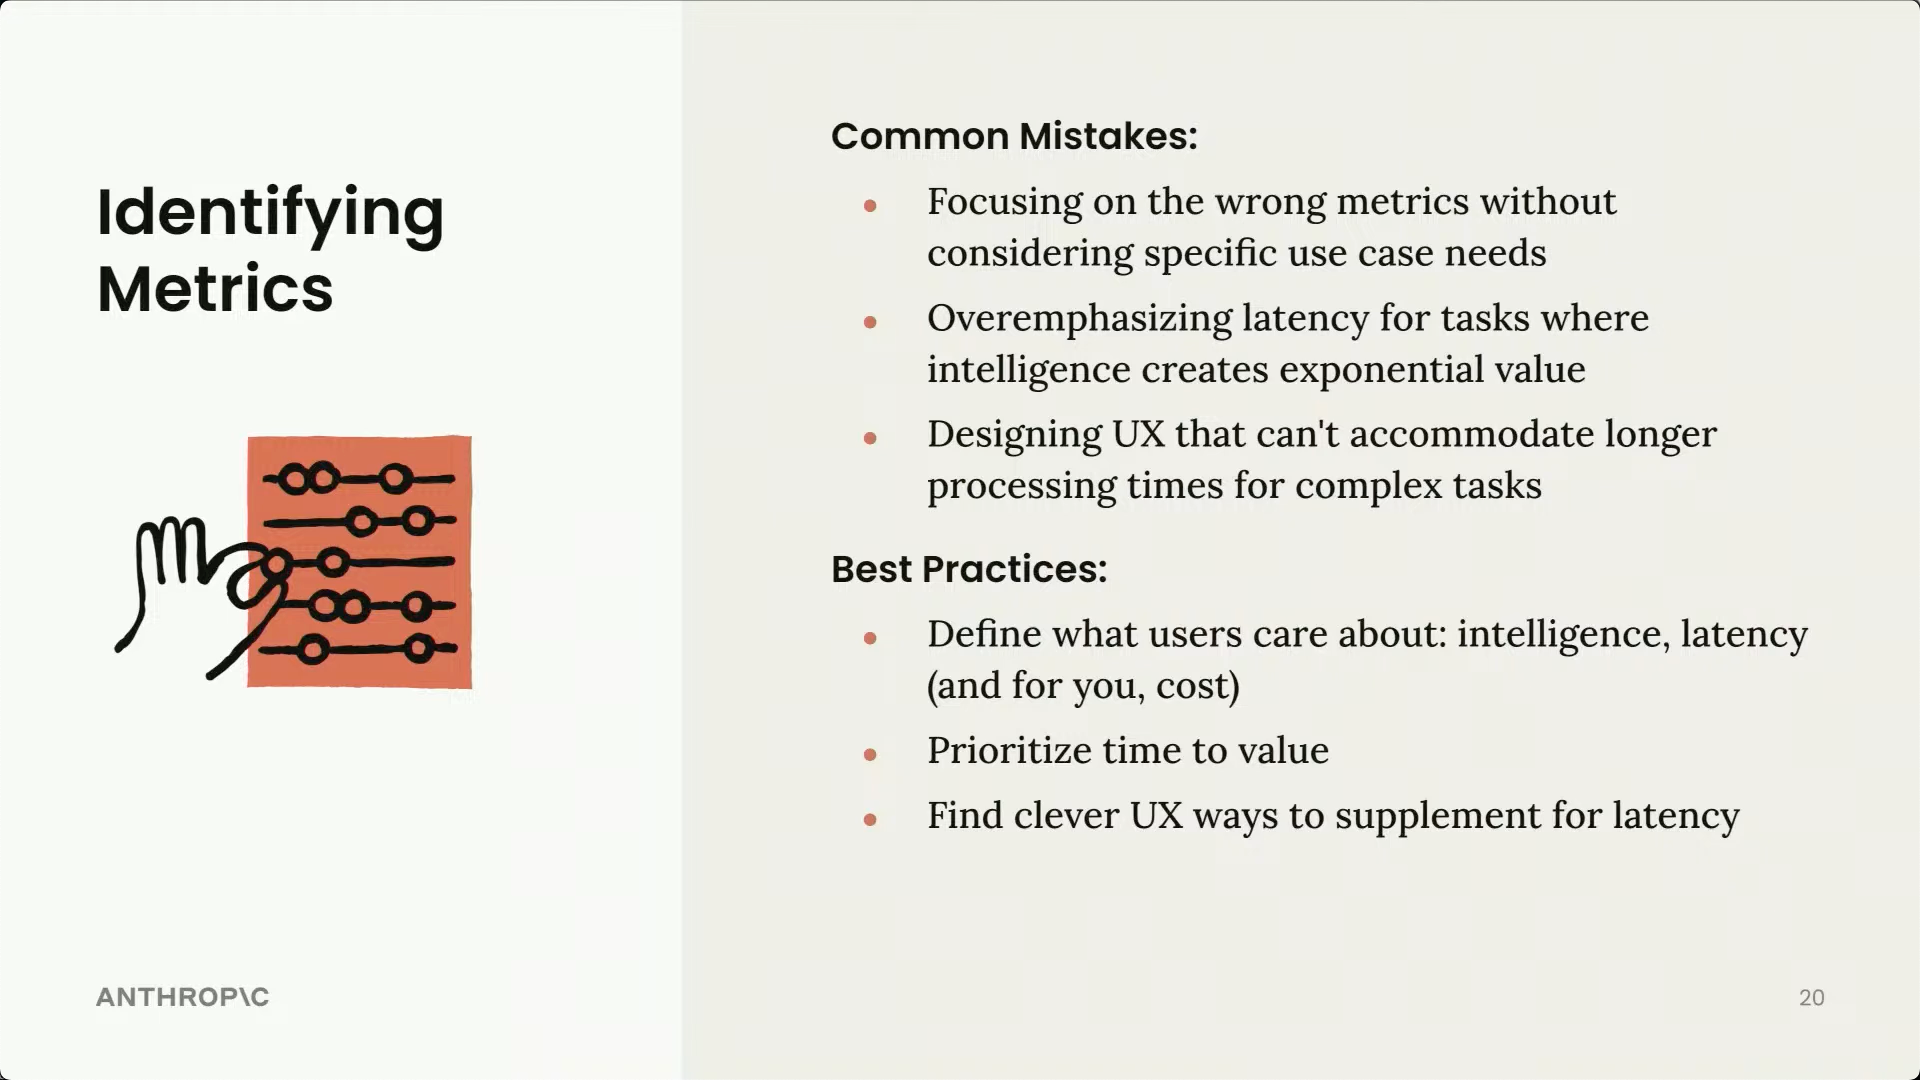 Identifying
Metrics
Common Mistakes:
• Focusing on the wrong metrics without
considering specific use case needs
• Overemphasizing latency for tasks where
intelligence creates exponential value
• Designing UX that can't accommodate longer
processing times for complex tasks
Best Practices:
• Define what users care about: intelligence, latency
(and for you, cost)
• Prioritize time to value
• Find clever UX ways to supplement for latency
ANTHROP\C
20